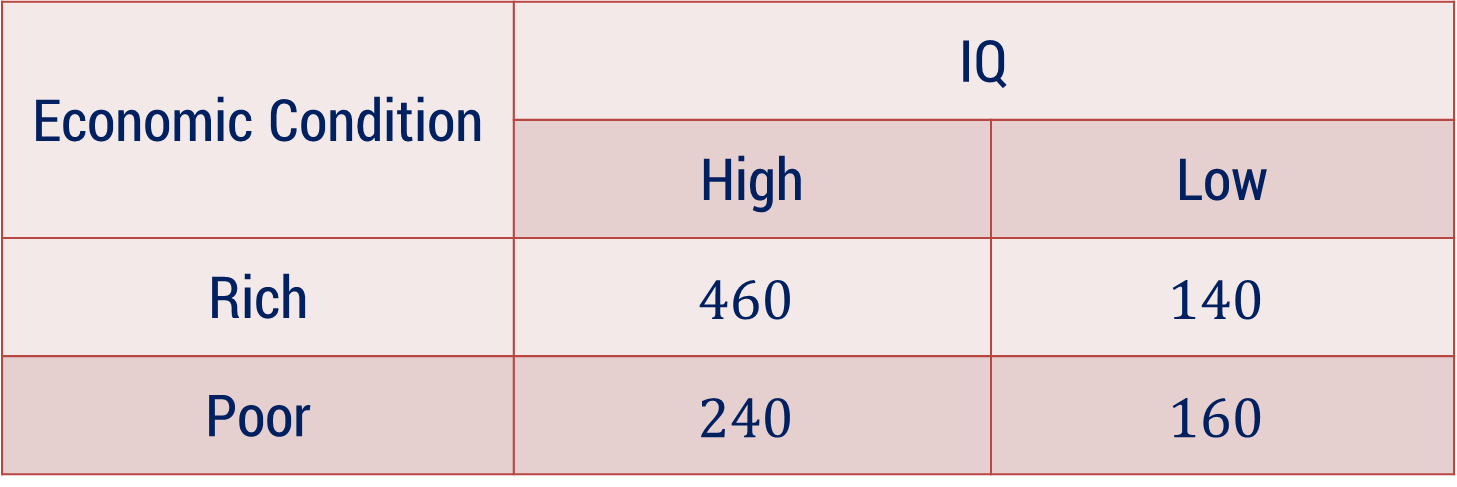 Economic Condition
IQ
High
Low
Rich
460
140
Poor
240
160